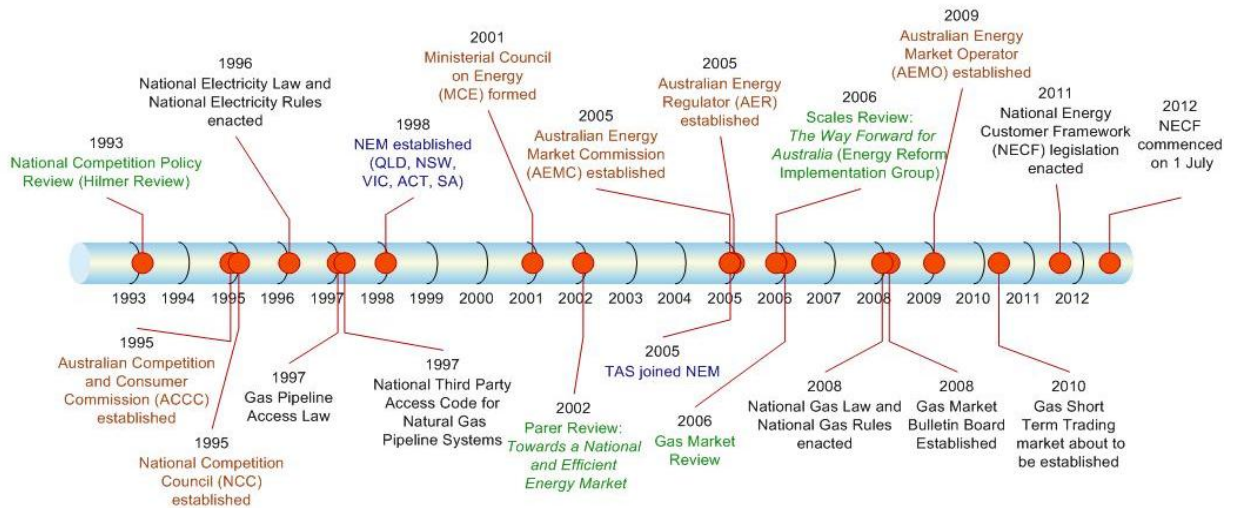 1993
National Competition Policy
Review (Hilmer Review)
1996
National Electricity Law and
National Electricity Rules
enacted
1998
NEM established
(QLD, NSW,
VIC, ACT, SA)
2001
Ministerial Council
on Energy
(MCE) formed
2005
Australian Energy
Market Commission
(AEMC) established
2005
Australian Energy
Regulator (AER)
established
2006
Scales Review:
The Way Forward for
Australia (Energy Reform
Implementation Group)
2009
Australian Energy
Market Operator
(AEMO) established
2011
National Energy
Customer Framework
(NECF) legislation
enacted
2012
NECF
commenced
on 1 July
1993 1994 1995 1996 1997 1998 1999 2000 2001 2002 2003 2004 2005 2006 2007 2008 2009 2010 2011 2012
1995
Australian Competition
and Consumer
Commission (ACCC)
established
1995
National Competition
Council (NCC)
established
1997
Gas Pipeline
Access Law
1997
National Third Party
Access Code for
Natural Gas
Pipeline Systems
2002
Parer Review:
Towards a National
and Efficient
Energy Market
2005
TAS joined NEM
2006
Gas Market
Review
2008
National Gas Law and
National Gas Rules
enacted
2008
Gas Market
Bulletin Board
Established
2010
Gas Short
Term Trading
market about to
be established